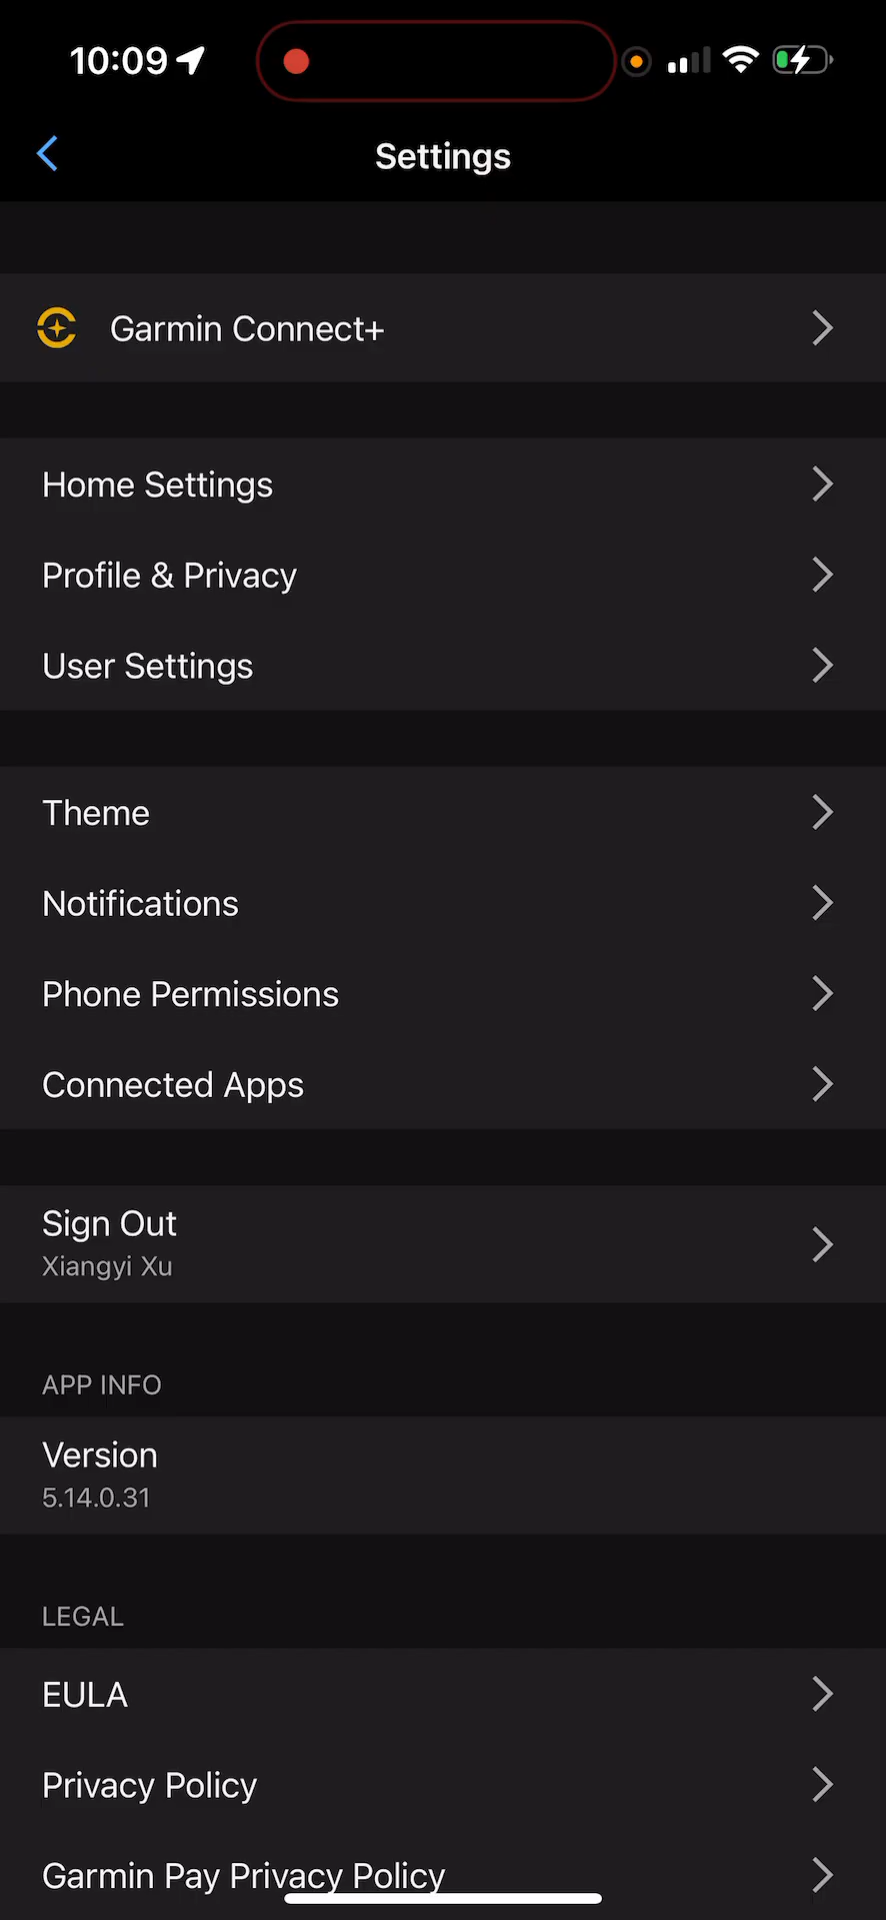 10:09
Settings
Garmin Connect+
Home Settings
Profile & Privacy
User Settings
Theme
Notifications
Phone Permissions
Connected Apps
Sign Out
Xiangyi Xu
APP INFO
Version
5.14.0.31
LEGAL
EULA
Privacy Policy
Garmin Pay Privacy Policy